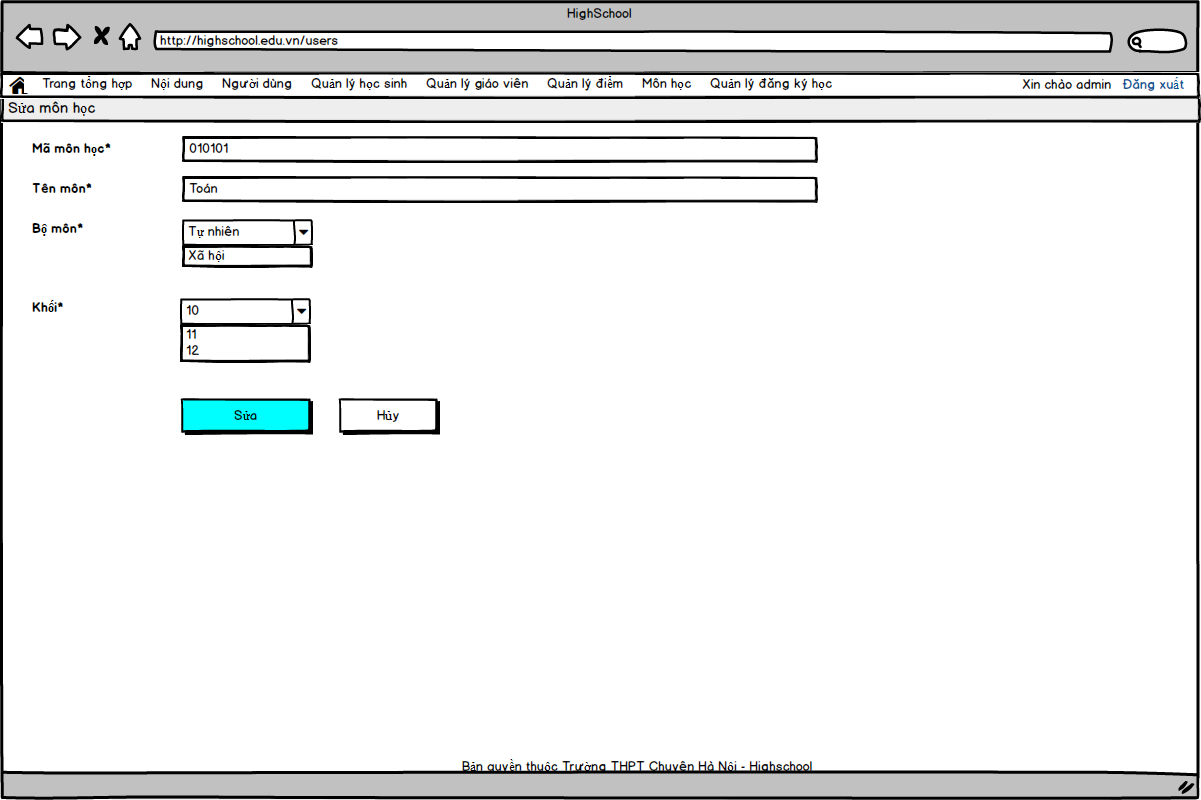 HighSchool
http://highschool.edu.vn/users
Trang tổng hợp Nội dung Người dùng Quản lý học sinh Quản lý giáo viên Quản lý điểm Môn học Quản lý đăng ký học Xin chào admin Đăng xuất
Sửa môn học
Mã môn học* 010101
Tên môn* Toán
Bộ môn* Tự nhiên
Xã hội
Khối* 10
11
12
Sửa Hủy
Bản quyền thuộc Trường THPT Chuyên Hà Nội - Highschool